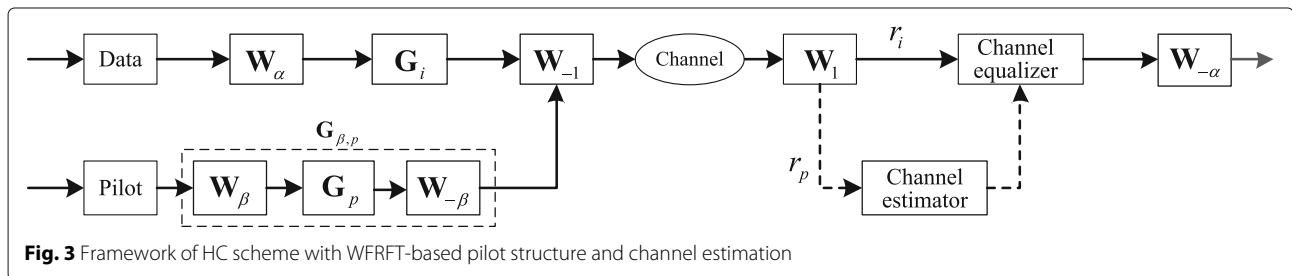 Data
W_α
G_i
W_{-1}
Channel
W_1
r_i
Channel
equalizer
W_{-α}
G_{β,p}
Pilot
W_β
G_p
W_{-β}
r_p
Channel
estimator
Fig. 3 Framework of HC scheme with WFRFT-based pilot structure and channel estimation